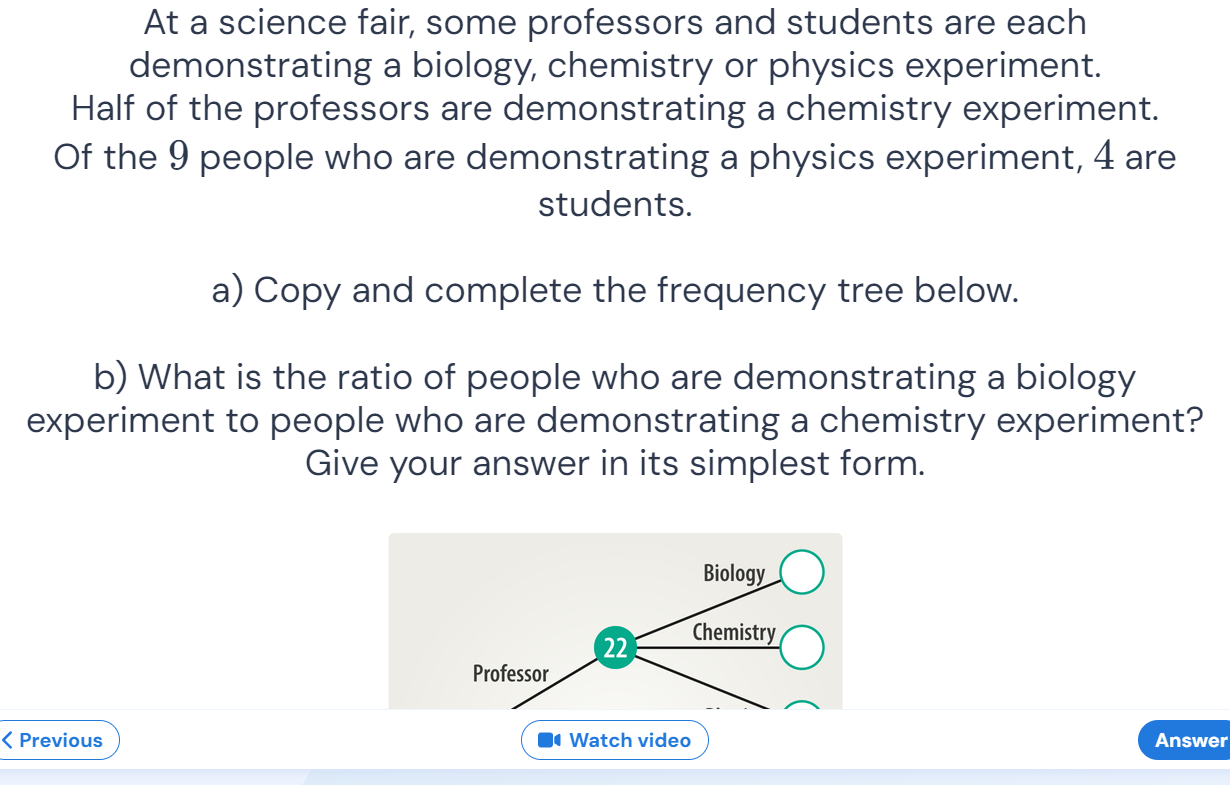 At a science fair, some professors and students are each
demonstrating a biology, chemistry or physics experiment.
Half of the professors are demonstrating a chemistry experiment.
Of the 9 people who are demonstrating a physics experiment, 4 are
students.
a) Copy and complete the frequency tree below.
b) What is the ratio of people who are demonstrating a biology
experiment to people who are demonstrating a chemistry experiment?
Give your answer in its simplest form.
Biology
Chemistry
22
Professor
Previous
Watch video
Answer